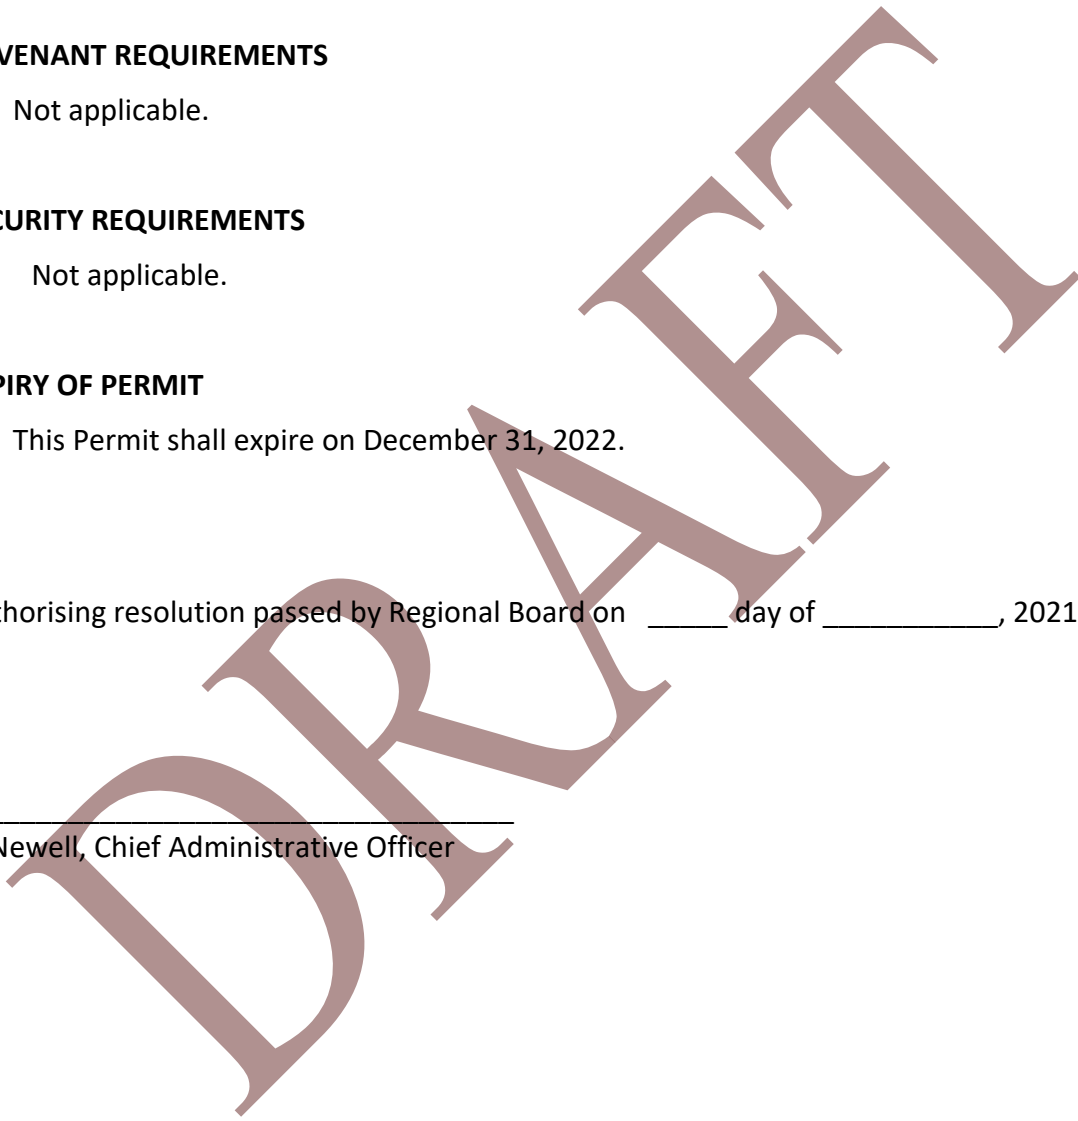 VENANT REQUIREMENTS
Not applicable.
CURITY REQUIREMENTS
Not applicable.
PIRY OF PERMIT
This Permit shall expire on December 31, 2022.
thorising resolution passed by Regional Board on _____ day of ___________, 2021
________________________________
Newell, Chief Administrative Officer
DRAFT